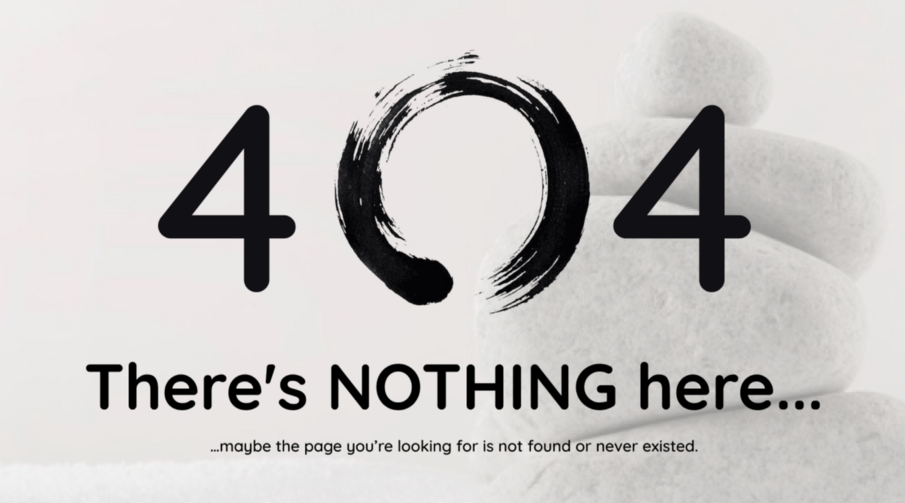 404
There's NOTHING here...
...maybe the page you're looking for is not found or never existed.